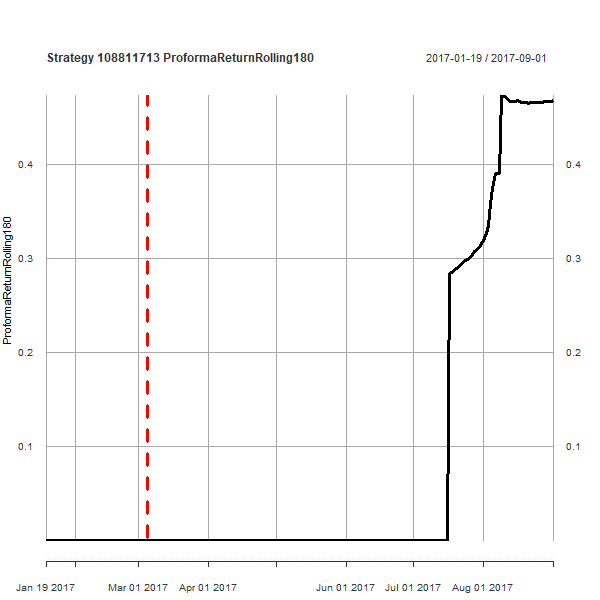 Strategy 108811713 ProformaReturnRolling180
2017-01-19 / 2017-09-01
ProformaReturnRolling180
0.4
0.3
0.2
0.1
0.4
0.3
0.2
0.1
Jan 19 2017
Mar 01 2017
Apr 01 2017
Jun 01 2017
Jul 01 2017
Aug 01 2017